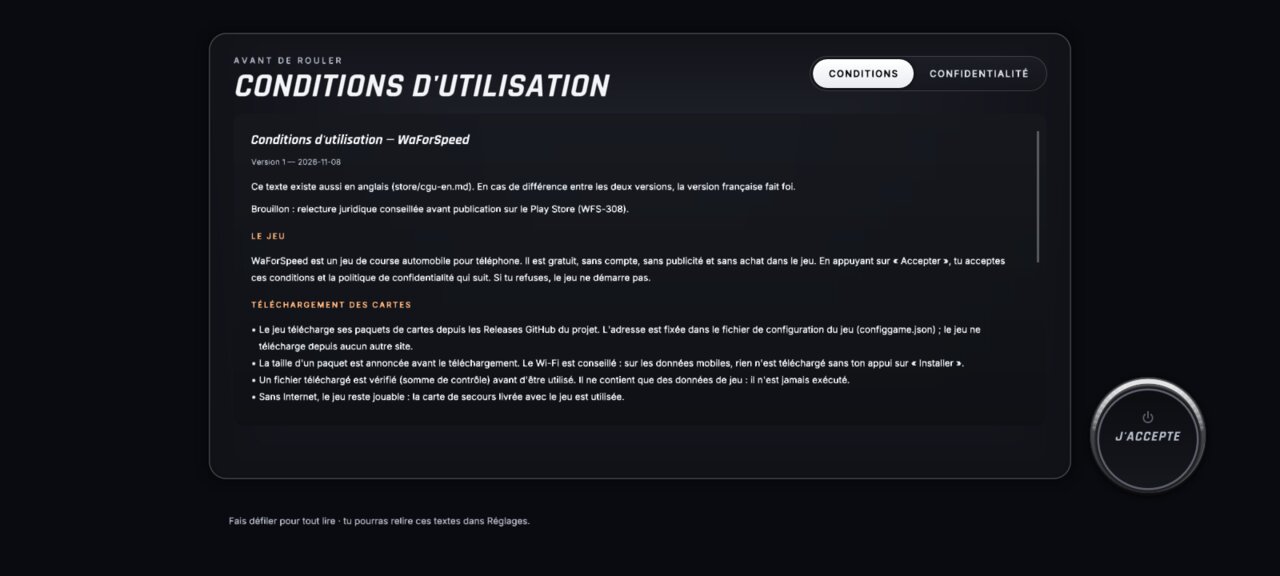 AVANT DE ROULER
CONDITIONS D'UTILISATION
CONDITIONS
CONFIDENTIALITÉ
Conditions d'utilisation — WaForSpeed
Version 1 — 2026-11-08
Ce texte existe aussi en anglais (store/cgu-en.md). En cas de différence entre les deux versions, la version française fait foi.
Brouillon : relecture juridique conseillée avant publication sur le Play Store (WFS-308).
LE JEU
WaForSpeed est un jeu de course automobile pour téléphone. Il est gratuit, sans compte, sans publicité et sans achat dans le jeu. En appuyant sur « Accepter », tu acceptes
ces conditions et la politique de confidentialité qui suit. Si tu refuses, le jeu ne démarre pas.
TÉLÉCHARGEMENT DES CARTES
• Le jeu télécharge ses paquets de cartes depuis les Releases GitHub du projet. L'adresse est fixée dans le fichier de configuration du jeu (configgame.json) ; le jeu ne
télécharge depuis aucun autre site.
• La taille d'un paquet est annoncée avant le téléchargement. Le Wi-Fi est conseillé : sur les données mobiles, rien n'est téléchargé sans ton appui sur « Installer ».
• Un fichier téléchargé est vérifié (somme de contrôle) avant d'être utilisé. Il ne contient que des données de jeu : il n'est jamais exécuté.
• Sans Internet, le jeu reste jouable : la carte de secours livrée avec le jeu est utilisée.
J'ACCEPTE
Fais défiler pour tout lire · tu pourras relire ces textes dans Réglages.